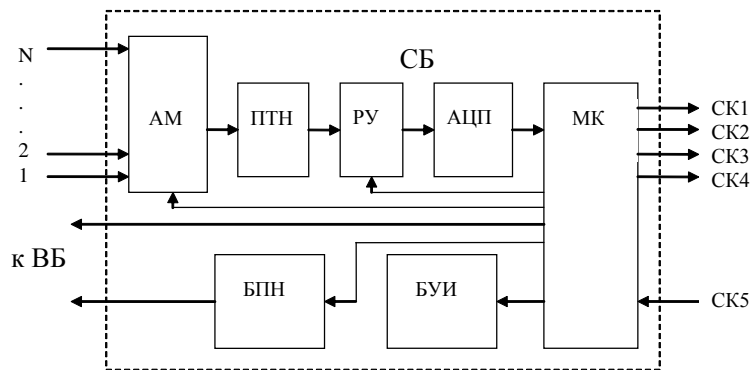 N
СБ
.
.
.
АМ
ПТН
РУ
АЦП
МК
СК1
СК2
СК3
СК4
2
1
к ВБ
БПН
БУИ
СК5